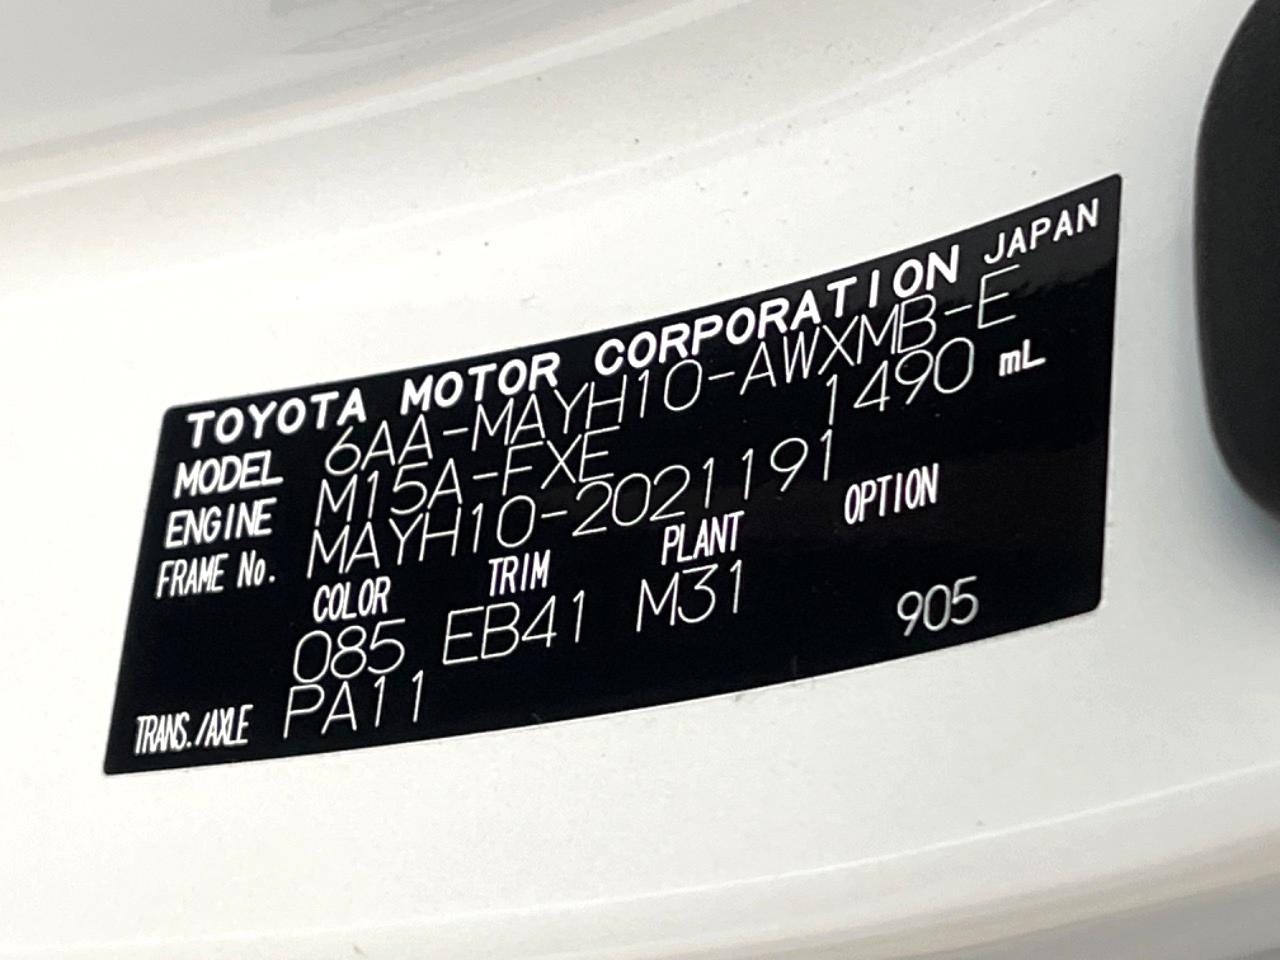 TOYOTA MOTOR CORPORATION JAPAN
MODEL 6AA-MAYH10-AWXMB-E
ENGINE M15A-FXE 1490 mL
FRAME No. MAYH10-2021191
COLOR TRIM PLANT OPTION
085 EB41 M31 905
TRANS./AXLE PA11